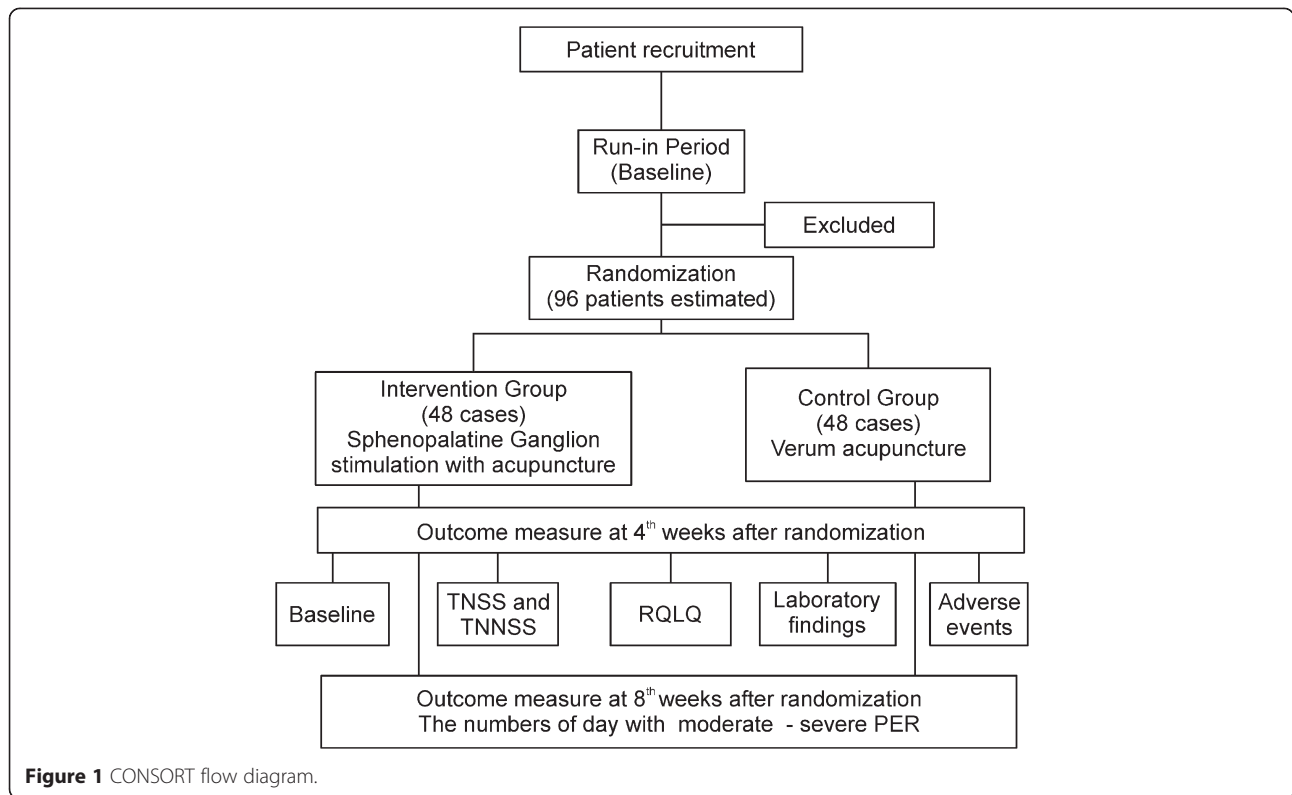 Patient recruitment
Run-in Period
(Baseline)
Excluded
Randomization
(96 patients estimated)
Intervention Group
(48 cases)
Sphenopalatine Ganglion
stimulation with acupuncture
Control Group
(48 cases)
Verum acupuncture
Outcome measure at 4th weeks after randomization
Baseline
TNSS and
TNNSS
RQLQ
Laboratory
findings
Adverse
events
Outcome measure at 8th weeks after randomization
The numbers of day with moderate - severe PER
Figure 1 CONSORT flow diagram.